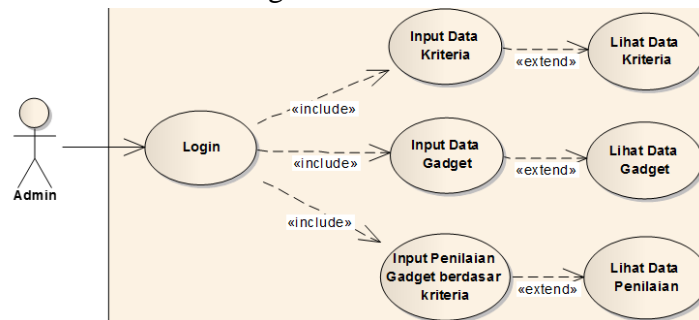 Input Data
Kriteria
«extend»
Lihat Data
Kriteria
«include»
Admin
Login
«include»
Input Data
Gadget
«extend»
Lihat Data
Gadget
«include»
Input Penilaian
Gadget berdasar
kriteria
«extend»
Lihat Data
Penilaian